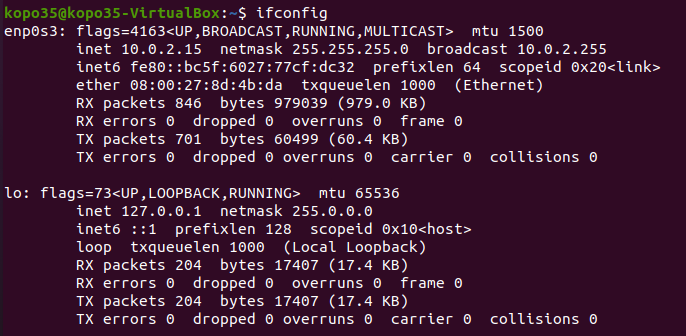 kopo35@kopo35-VirtualBox:~$ ifconfig
enp0s3: flags=4163<UP,BROADCAST,RUNNING,MULTICAST>  mtu 1500
        inet 10.0.2.15  netmask 255.255.255.0  broadcast 10.0.2.255
        inet6 fe80::bc5f:6027:77cf:dc32  prefixlen 64  scopeid 0x20<link>
        ether 08:00:27:8d:4b:da  txqueuelen 1000  (Ethernet)
        RX packets 846  bytes 979039 (979.0 KB)
        RX errors 0  dropped 0  overruns 0  frame 0
        TX packets 701  bytes 60499 (60.4 KB)
        TX errors 0  dropped 0 overruns 0  carrier 0  collisions 0

lo: flags=73<UP,LOOPBACK,RUNNING>  mtu 65536
        inet 127.0.0.1  netmask 255.0.0.0
        inet6 ::1  prefixlen 128  scopeid 0x10<host>
        loop  txqueuelen 1000  (Local Loopback)
        RX packets 204  bytes 17407 (17.4 KB)
        RX errors 0  dropped 0  overruns 0  frame 0
        TX packets 204  bytes 17407 (17.4 KB)
        TX errors 0  dropped 0 overruns 0  carrier 0  collisions 0